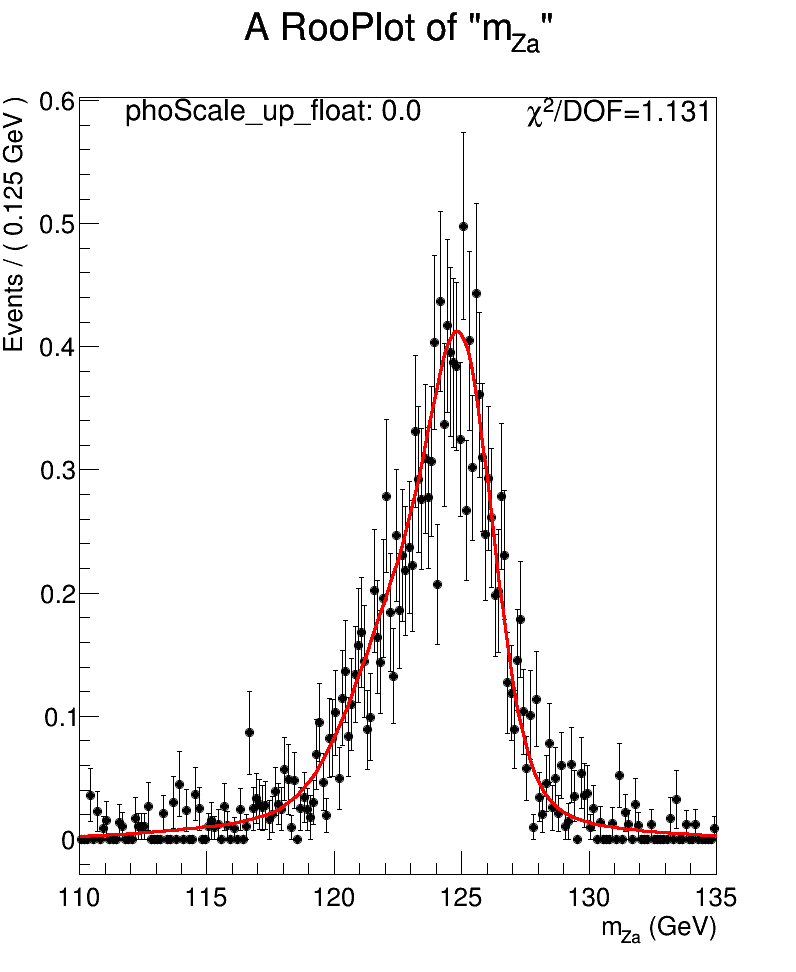 A RooPlot of "m_Za"
phoScale_up_float: 0.0 χ²/DOF=1.131
Events / ( 0.125 GeV )
0.6
0.5
0.4
0.3
0.2
0.1
0
110 115 120 125 130 135
m_Za (GeV)